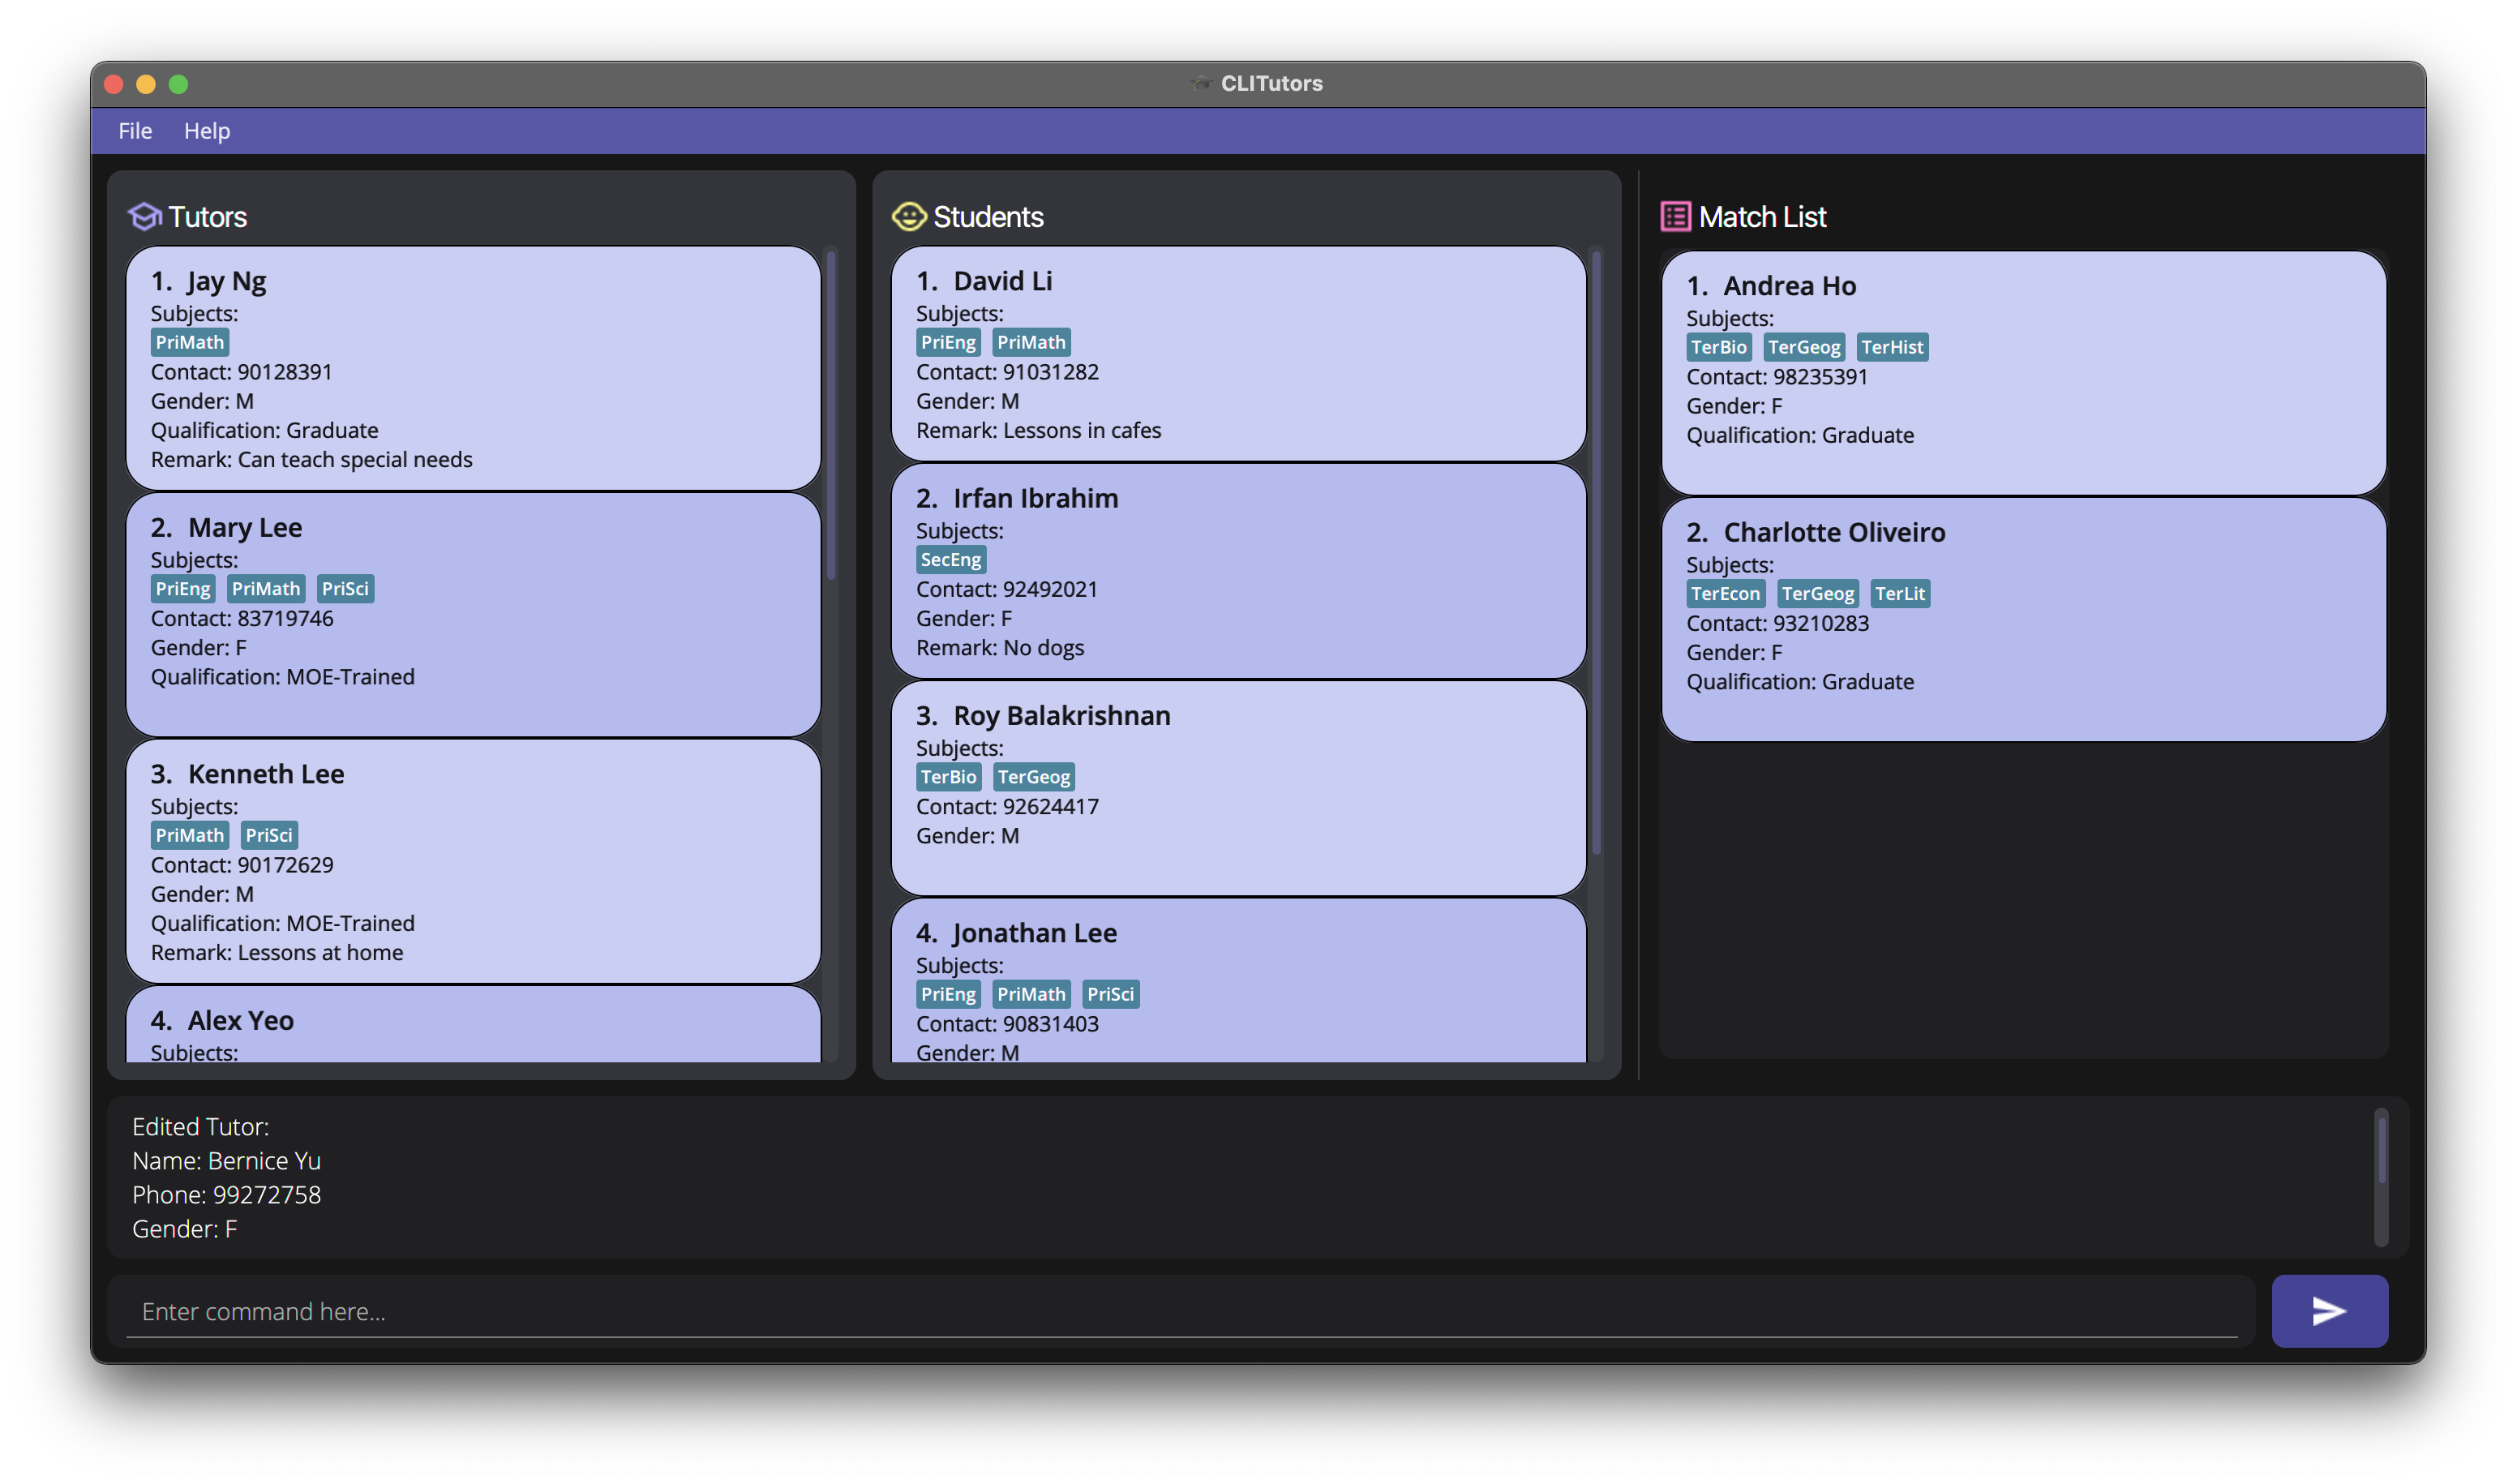 CLITutors
File Help
Tutors
1. Jay Ng
Subjects:
PriMath
Contact: 90128391
Gender: M
Qualification: Graduate
Remark: Can teach special needs
2. Mary Lee
Subjects:
PriEng PriMath PriSci
Contact: 83719746
Gender: F
Qualification: MOE-Trained
3. Kenneth Lee
Subjects:
PriMath PriSci
Contact: 90172629
Gender: M
Qualification: MOE-Trained
Remark: Lessons at home
4. Alex Yeo
Subjects:
Students
1. David Li
Subjects:
PriEng PriMath
Contact: 91031282
Gender: M
Remark: Lessons in cafes
2. Irfan Ibrahim
Subjects:
SecEng
Contact: 92492021
Gender: F
Remark: No dogs
3. Roy Balakrishnan
Subjects:
TerBio TerGeog
Contact: 92624417
Gender: M
4. Jonathan Lee
Subjects:
PriEng PriMath PriSci
Contact: 90831403
Gender: M
Match List
1. Andrea Ho
Subjects:
TerBio TerGeog TerHist
Contact: 98235391
Gender: F
Qualification: Graduate
2. Charlotte Oliveiro
Subjects:
TerEcon TerGeog TerLit
Contact: 93210283
Gender: F
Qualification: Graduate
Edited Tutor:
Name: Bernice Yu
Phone: 99272758
Gender: F
Enter command here...